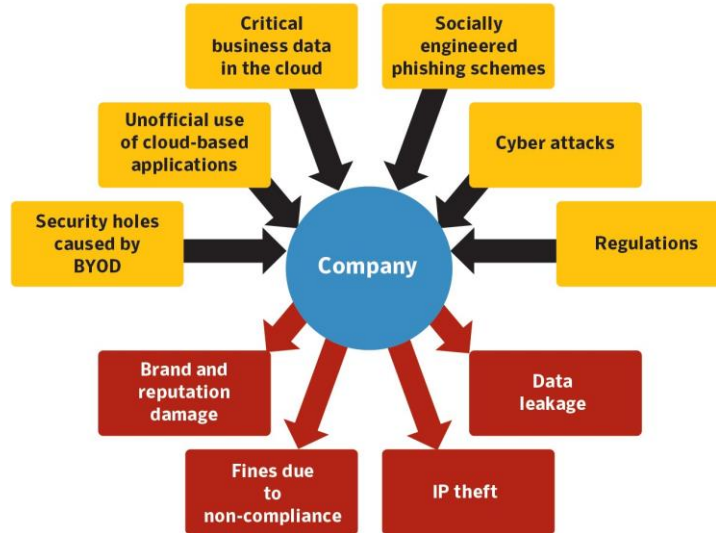 Critical
business data
in the cloud
Socially
engineered
phishing schemes
Unofficial use
of cloud-based
applications
Cyber attacks
Security holes
caused by
BYOD
Company
Regulations
Brand and
reputation
damage
Data
leakage
Fines due
to
non-compliance
IP theft